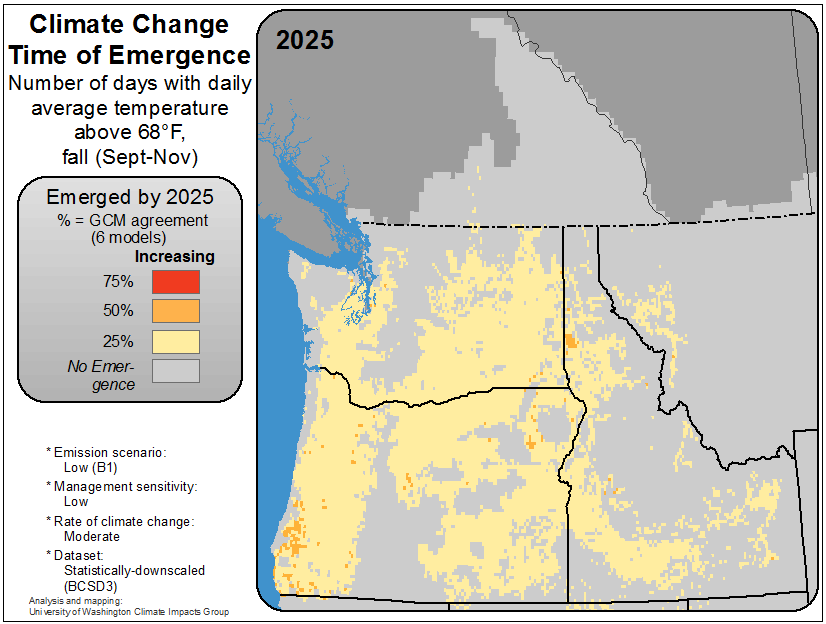 Climate Change
Time of Emergence
Number of days with daily
average temperature
above 68°F,
fall (Sept-Nov)
Emerged by 2025
% = GCM agreement
(6 models)
Increasing
75%
50%
25%
No Emer-
gence
* Emission scenario:
Low (B1)
* Management sensitivity:
Low
* Rate of climate change:
Moderate
* Dataset:
Statistically-downscaled
(BCSD3)
Analysis and mapping:
University of Washington Climate Impacts Group
2025